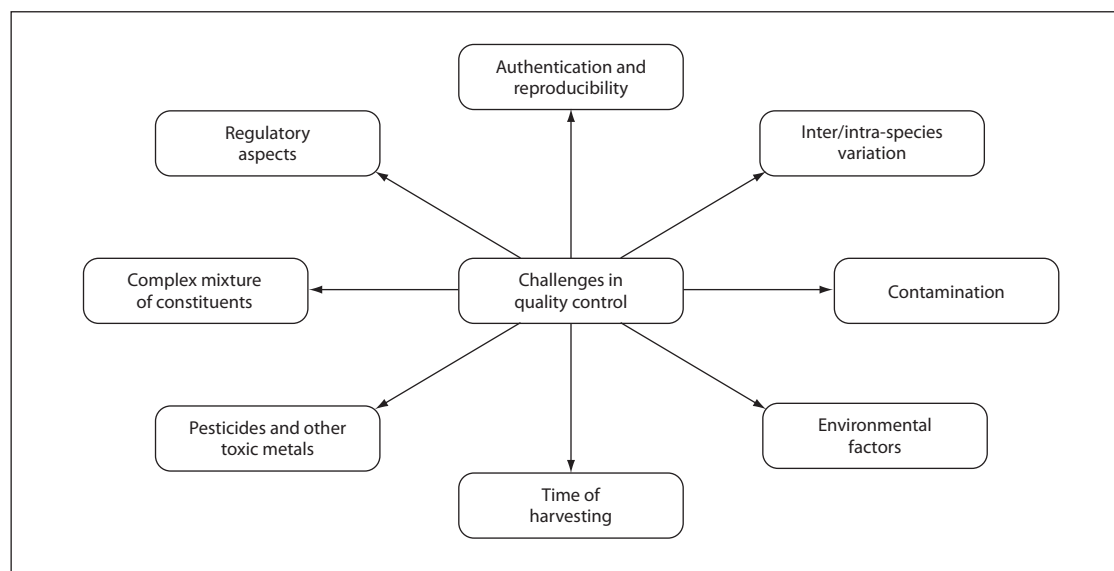 Authentication and
reproducibility
Regulatory
aspects
Inter/intra-species
variation
Complex mixture
of constituents
Challenges in
quality control
Contamination
Pesticides and other
toxic metals
Environmental
factors
Time of
harvesting